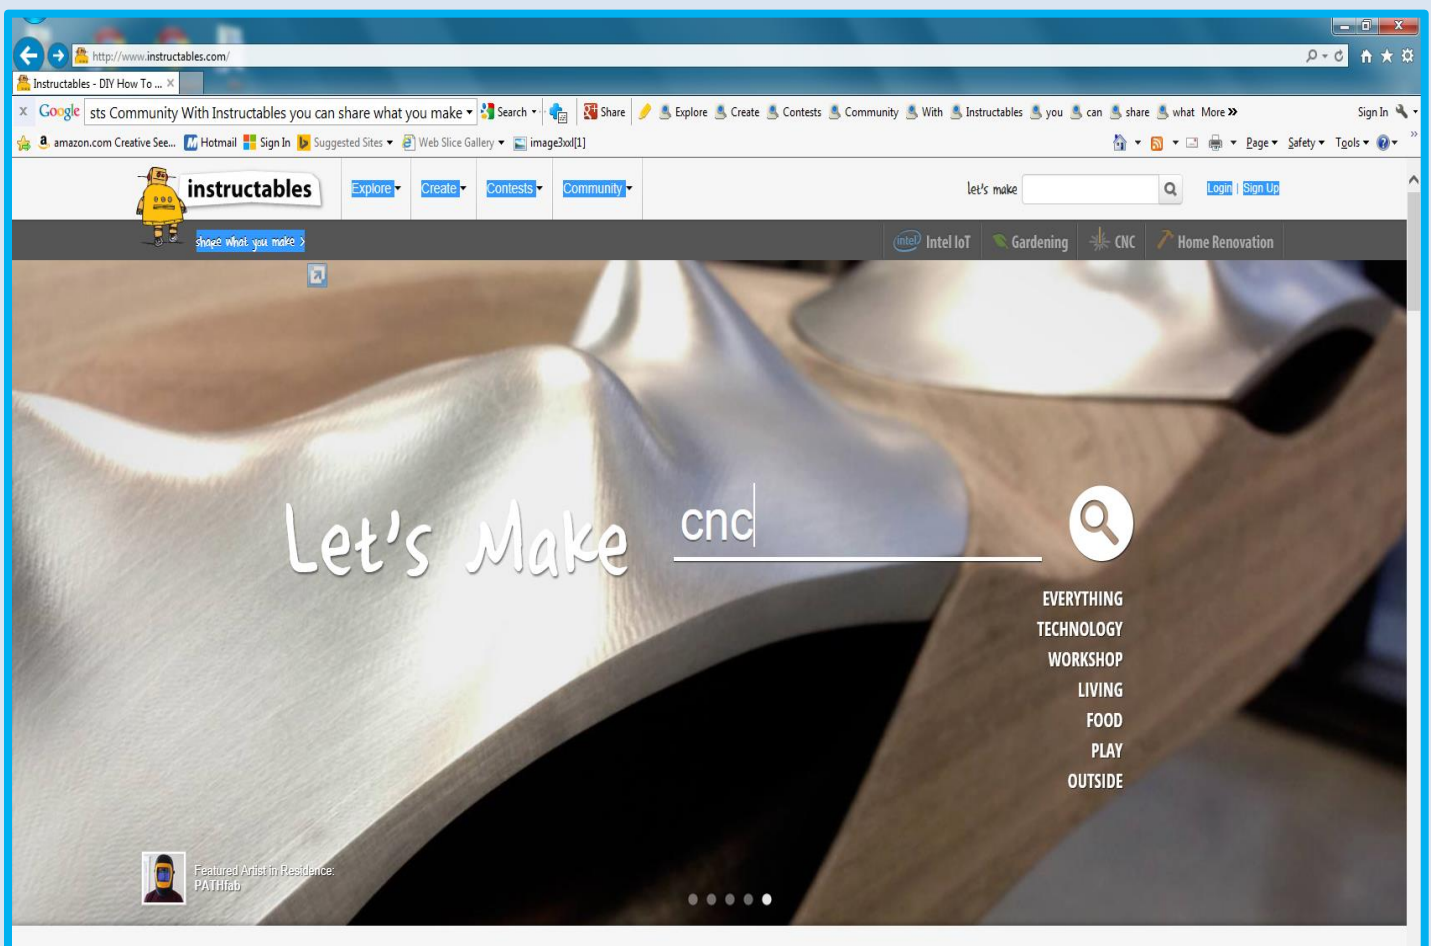 http://www.instructables.com/
Instructables - DIY How To ... X
x Google sts Community With Instructables you can share what you make Search Share Explore Create Contests Community With Instructables you can share what More » Sign In
amazon.com Creative See... Hotmail Sign In Suggested Sites Web Slice Gallery image3xxl[1] Page Safety Tools
instructables Explore Create Contests Community let's make Login | Sign Up
share what you make > intel Intel IoT Gardening CNC Home Renovation
Let's Make cnc
EVERYTHING
TECHNOLOGY
WORKSHOP
LIVING
FOOD
PLAY
OUTSIDE
Featured Artist in Residence:
PATHfab